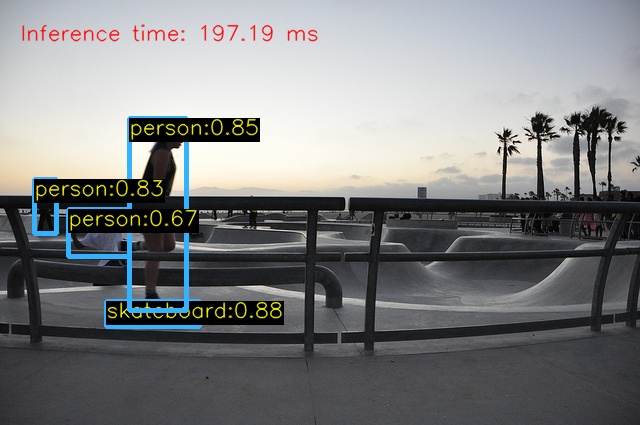 Inference time: 197.19 ms
person:0.85
person:0.83
person:0.67
skateboard:0.88